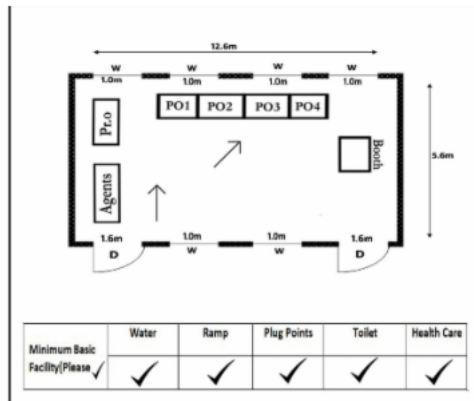 12.6m
W W W W
1.0m 1.0m 1.0m 1.0m
PO1 PO2 PO3 PO4
Pr.o
Booth
5.6m
Agents
1.6m 1.0m 1.0m 1.6m
D W W D
Water Ramp Plug Points Toilet Health Care
Minimum Basic
Facility(Please ✓ ✓ ✓ ✓ ✓ ✓